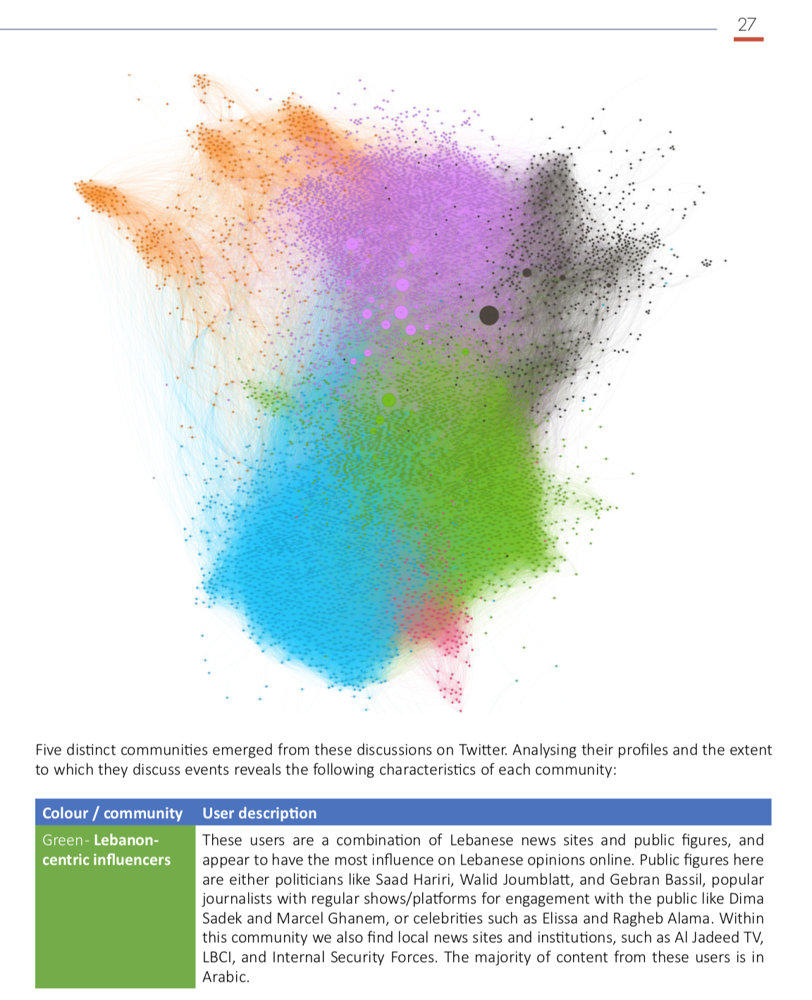 27
Five distinct communities emerged from these discussions on Twitter. Analysing their profiles and the extent
to which they discuss events reveals the following characteristics of each community:
Colour / community User description
Green- Lebanon-
centric influencers
These users are a combination of Lebanese news sites and public figures, and
appear to have the most influence on Lebanese opinions online. Public figures here
are either politicians like Saad Hariri, Walid Joumblatt, and Gebran Bassil, popular
journalists with regular shows/platforms for engagement with the public like Dima
Sadek and Marcel Ghanem, or celebrities such as Elissa and Ragheb Alama. Within
this community we also find local news sites and institutions, such as Al Jadeed TV,
LBCI, and Internal Security Forces. The majority of content from these users is in
Arabic.